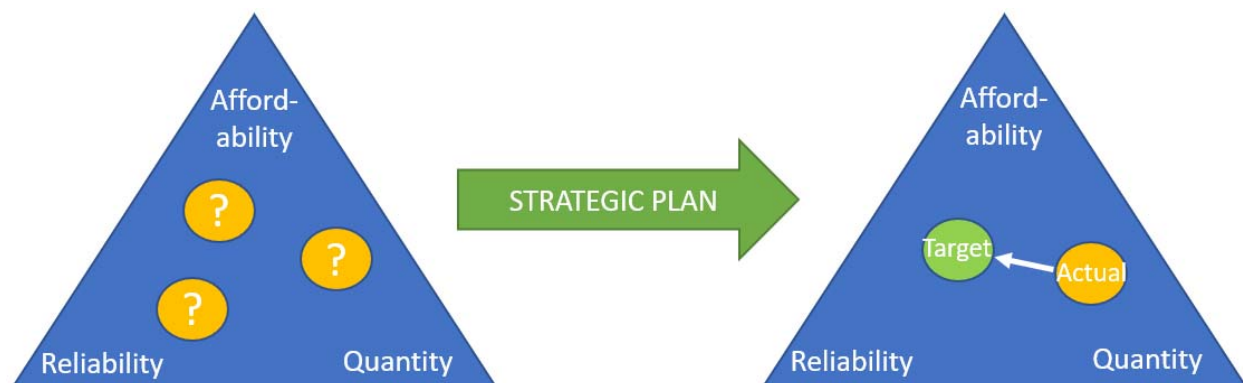 Afford-
ability
?
?
?
Reliability
Quantity
STRATEGIC PLAN
Afford-
ability
Target
Actual
Reliability
Quantity